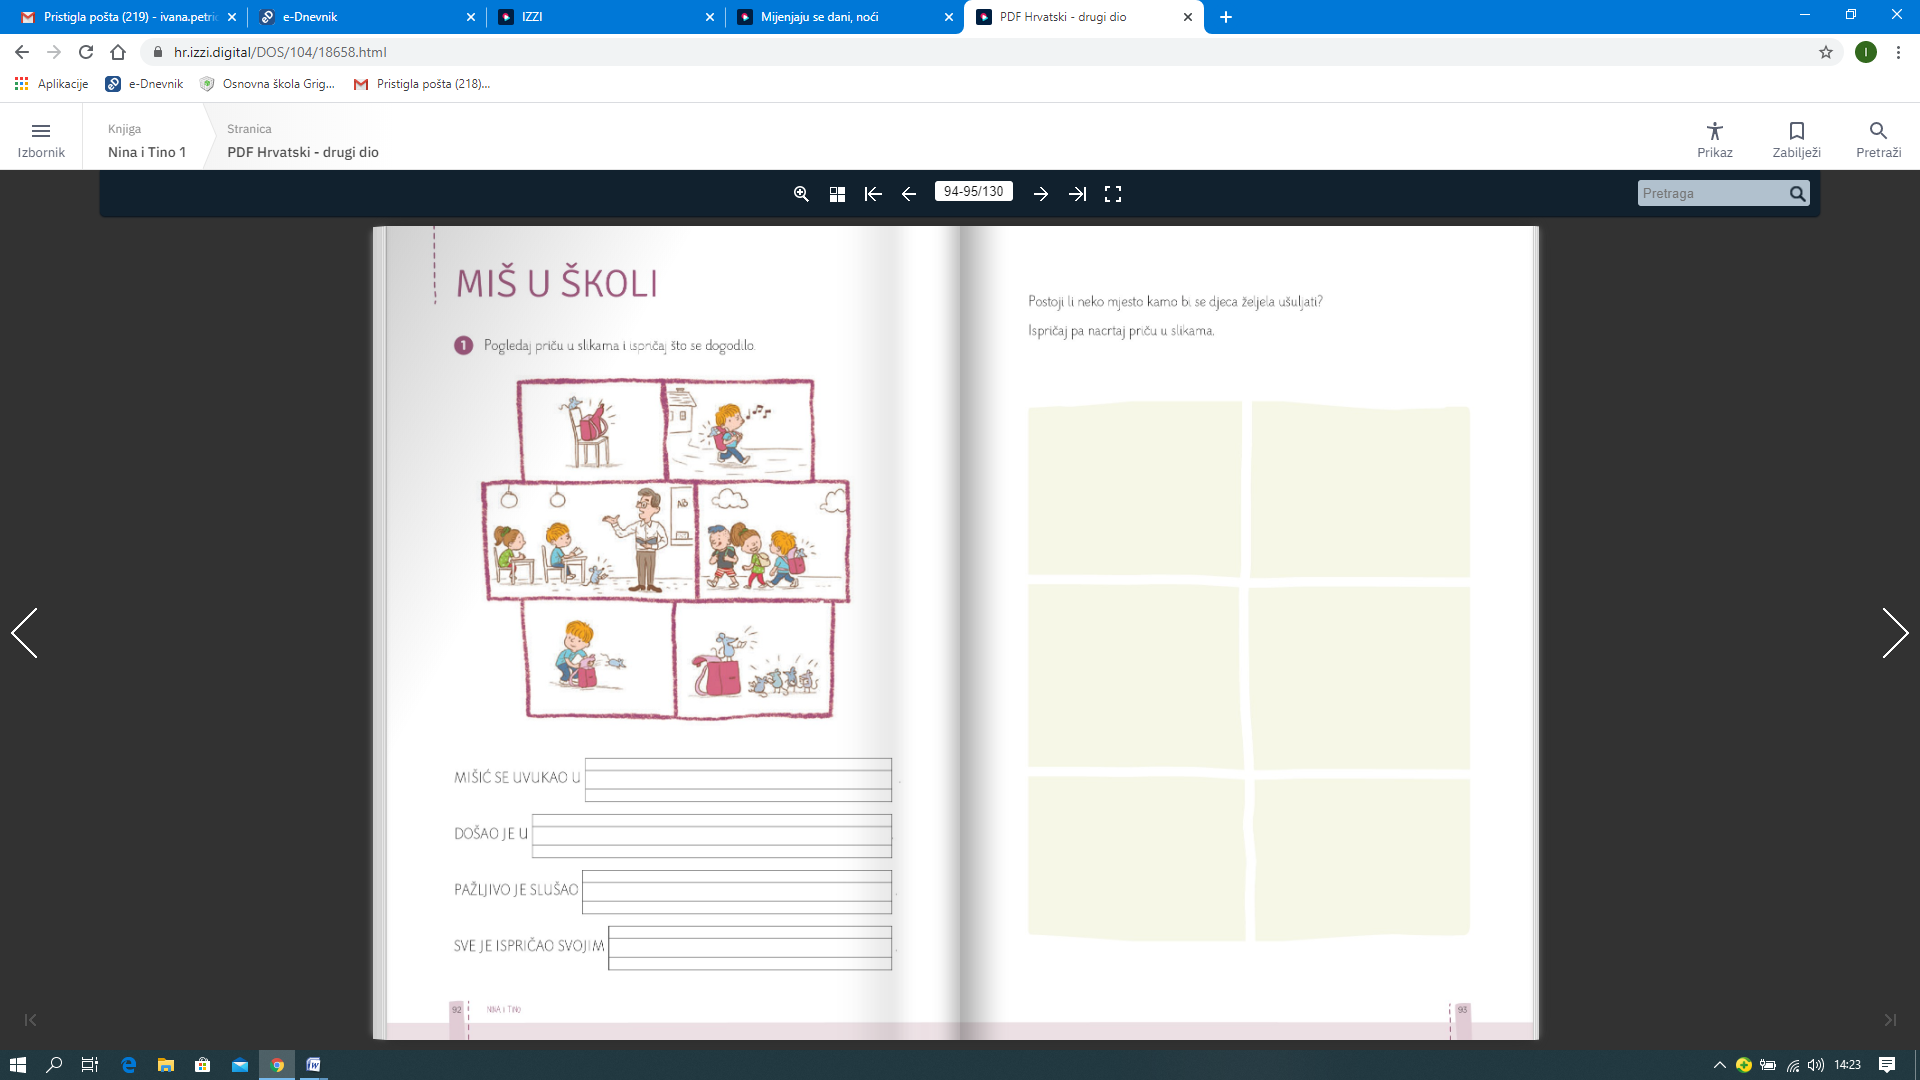 Pristigla pošta (219) - ivana.petric
e-Dnevnik
IZZI
Mijenjaju se dani, noći
PDF Hrvatski - drugi dio
hr.izzi.digital/DOS/104/18658.html
I
Aplikacije
e-Dnevnik
Osnovna škola Grig...
Pristigla pošta (218)...
Izbornik
Knjiga
Nina i Tino 1
Stranica
PDF Hrvatski - drugi dio
Prikaz
Zabilježi
Pretraži
94-95/130
Pretraga
MIŠ U ŠKOLI
1 Pogledaj priču u slikama i ispričaj što se dogodilo.
AB
MIŠIĆ SE UVUKAO U .
DOŠAO JE U .
PAŽLJIVO JE SLUŠAO .
SVE JE ISPRIČAO SVOJIM .
92 NINA I TINO
Postoji li neko mjesto kamo bi se djeca željela ušuljati?
Ispričaj pa nacrtaj priču u slikama.
93
14:23